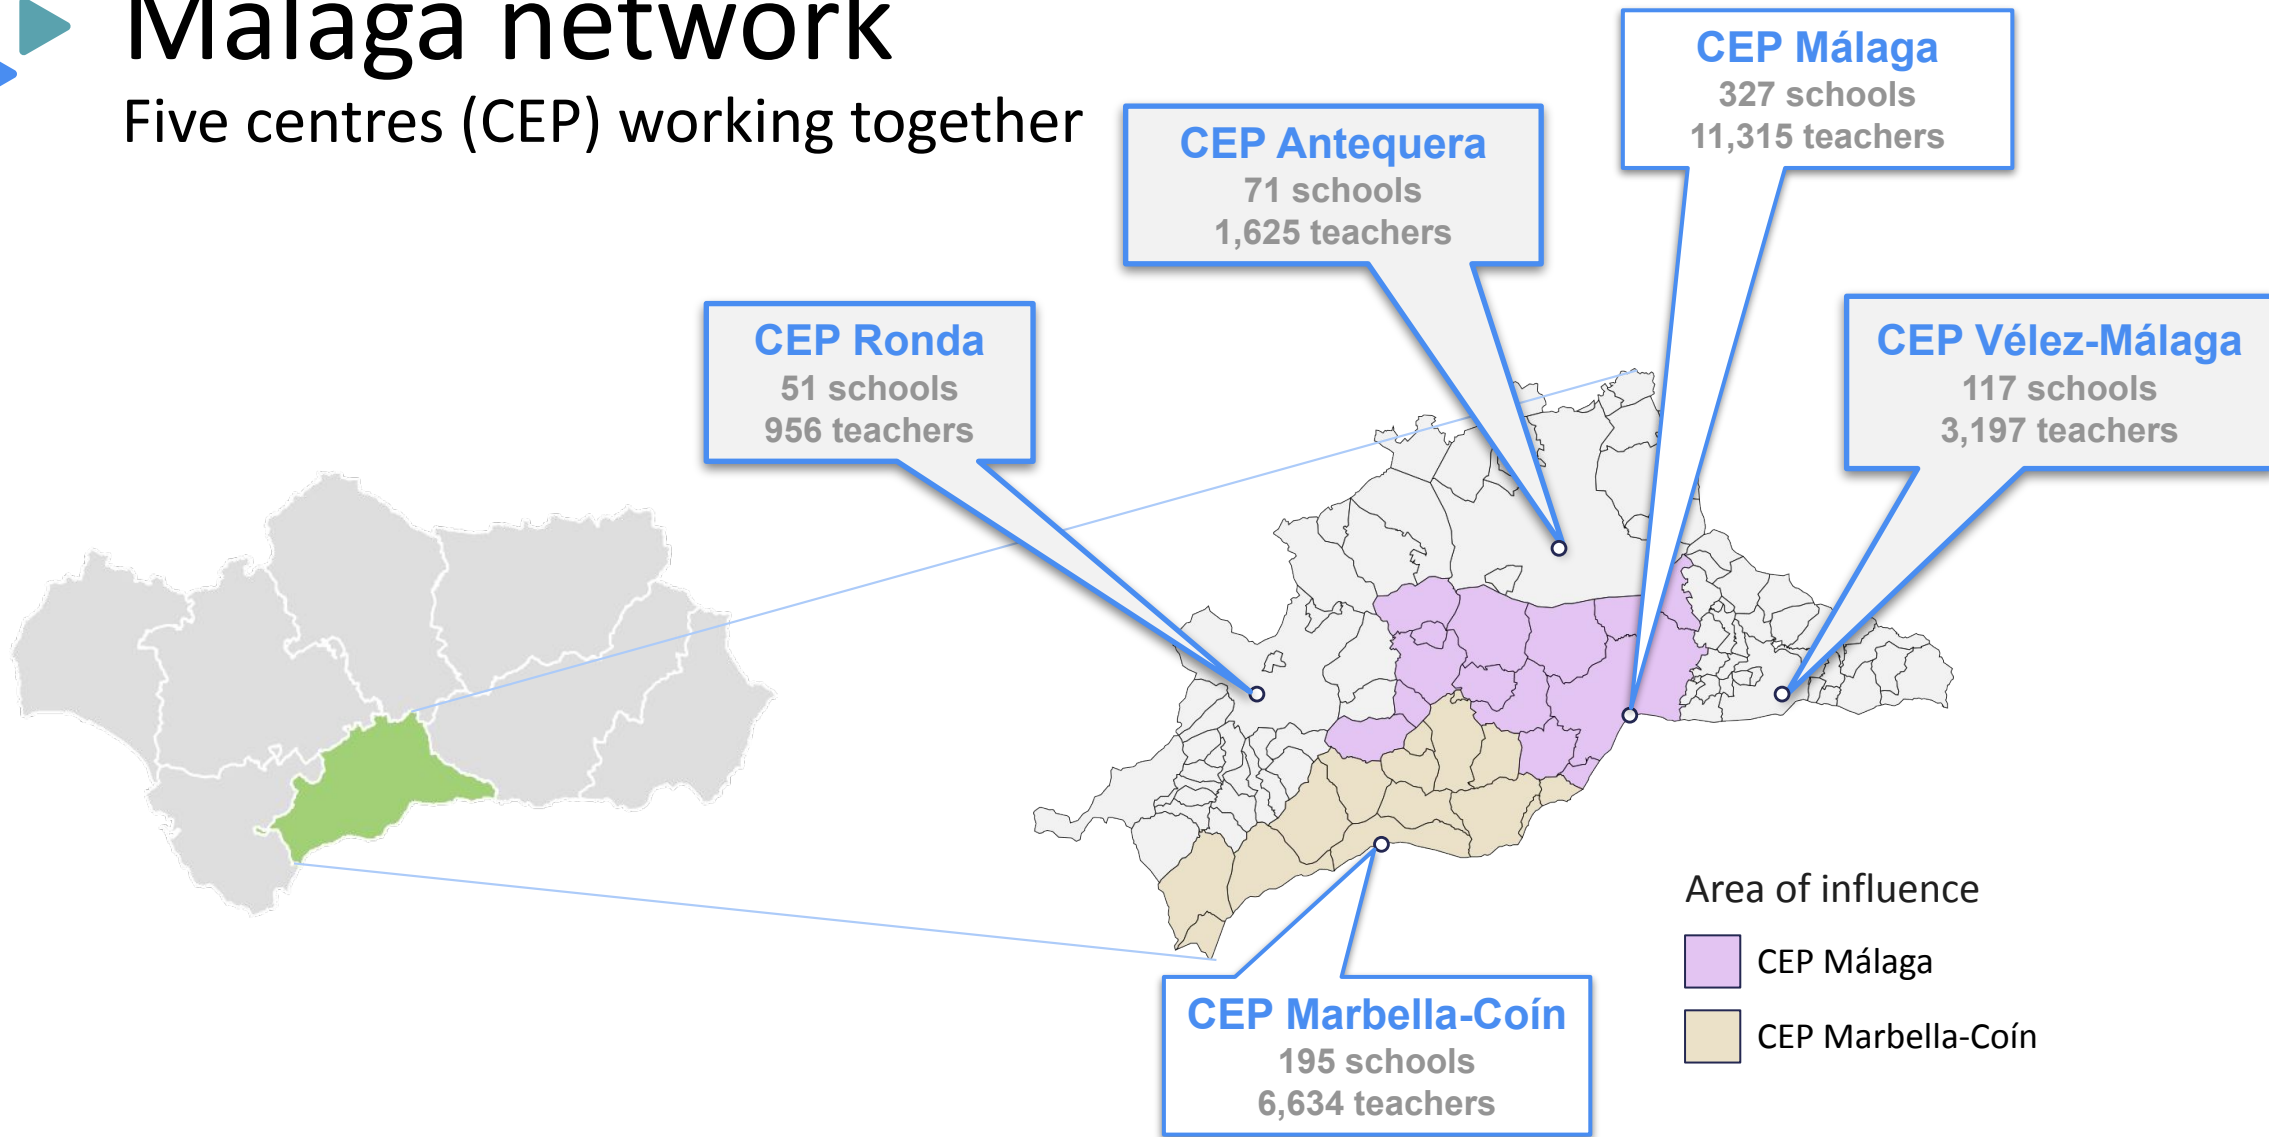 Málaga network
Five centres (CEP) working together
CEP Málaga
327 schools
11,315 teachers
CEP Antequera
71 schools
1,625 teachers
CEP Ronda
51 schools
956 teachers
CEP Vélez-Málaga
117 schools
3,197 teachers
CEP Marbella-Coín
195 schools
6,634 teachers
Area of influence
CEP Málaga
CEP Marbella-Coín